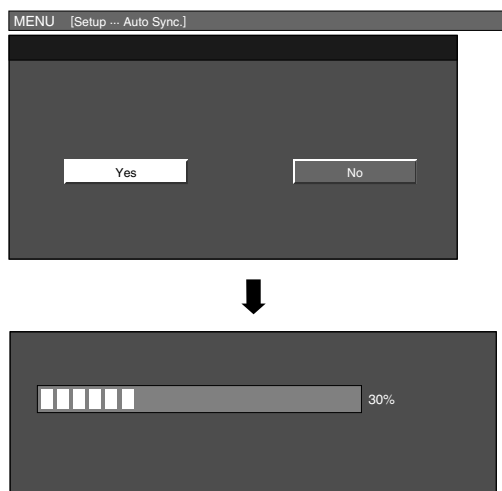 MENU [Setup ··· Auto Sync.]
Yes No
30%